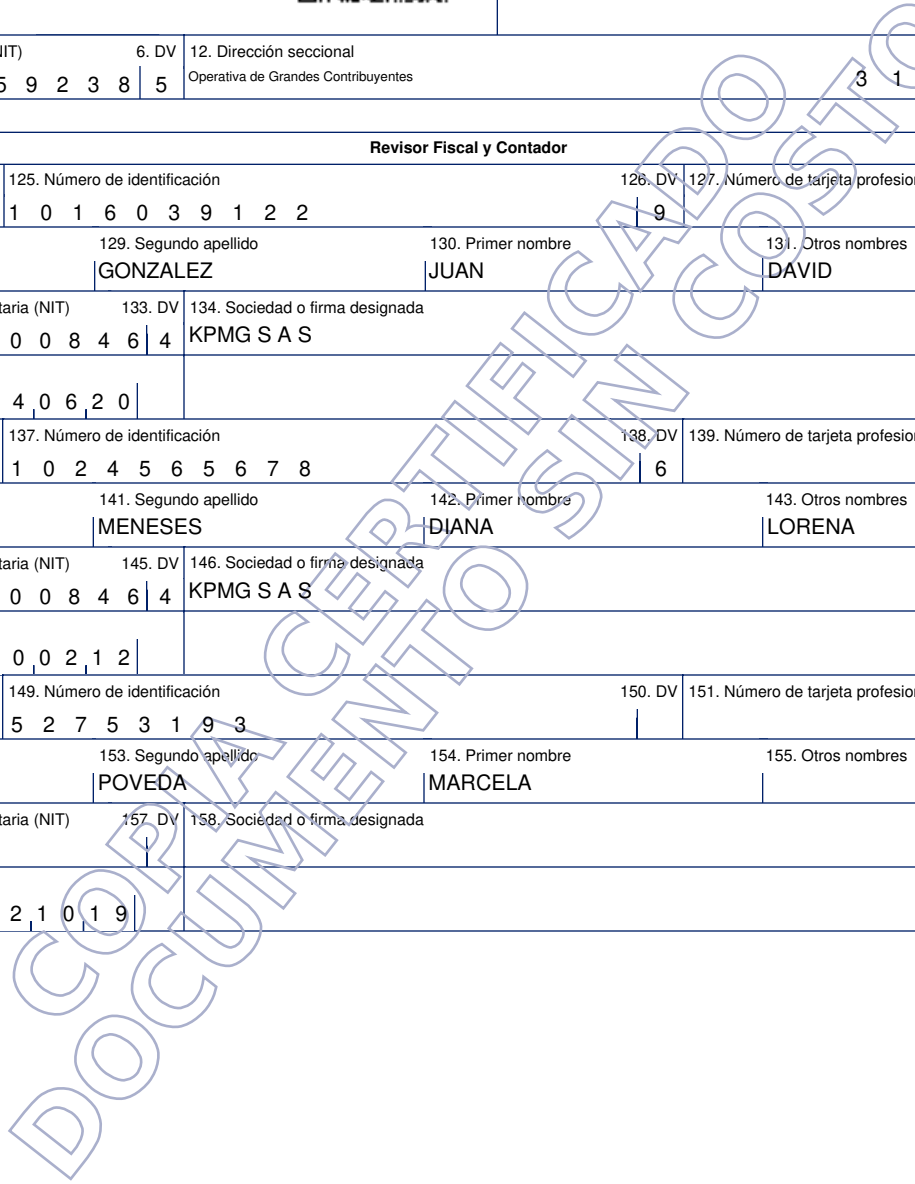 6. DV 12. Dirección seccional
9 2 3 8 5 Operativa de Grandes Contribuyentes 3 1
Revisor Fiscal y Contador
125. Número de identificación 126. DV 127. Número de tarjeta profesion
1 0 1 6 0 3 9 1 2 2 9
129. Segundo apellido 130. Primer nombre 131. Otros nombres
GONZALEZ JUAN DAVID
taria (NIT) 133. DV 134. Sociedad o firma designada
0 0 8 4 6 4 KPMG S A S
4 0 6 2 0
137. Número de identificación 138. DV 139. Número de tarjeta profesion
1 0 2 4 5 6 5 6 7 8 6
141. Segundo apellido 142. Primer nombre 143. Otros nombres
MENESES DIANA LORENA
taria (NIT) 145. DV 146. Sociedad o firma designada
0 0 8 4 6 4 KPMG S A S
0 0 2 1 2
149. Número de identificación 150. DV 151. Número de tarjeta profesion
5 2 7 5 3 1 9 3
153. Segundo apellido 154. Primer nombre 155. Otros nombres
POVEDA MARCELA
taria (NIT) 157. DV 158. Sociedad o firma designada
2 1 0 1 9
COPIA CERTIFICADO
DOCUMENTO SIN COSTO